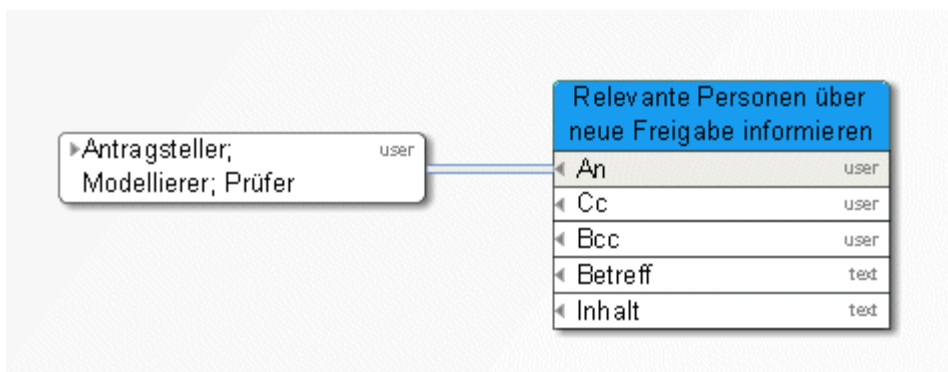 Antragsteller; user
Modellierer; Prüfer
Relevante Personen über
neue Freigabe informieren
An user
Cc user
Bcc user
Betreff text
Inhalt text